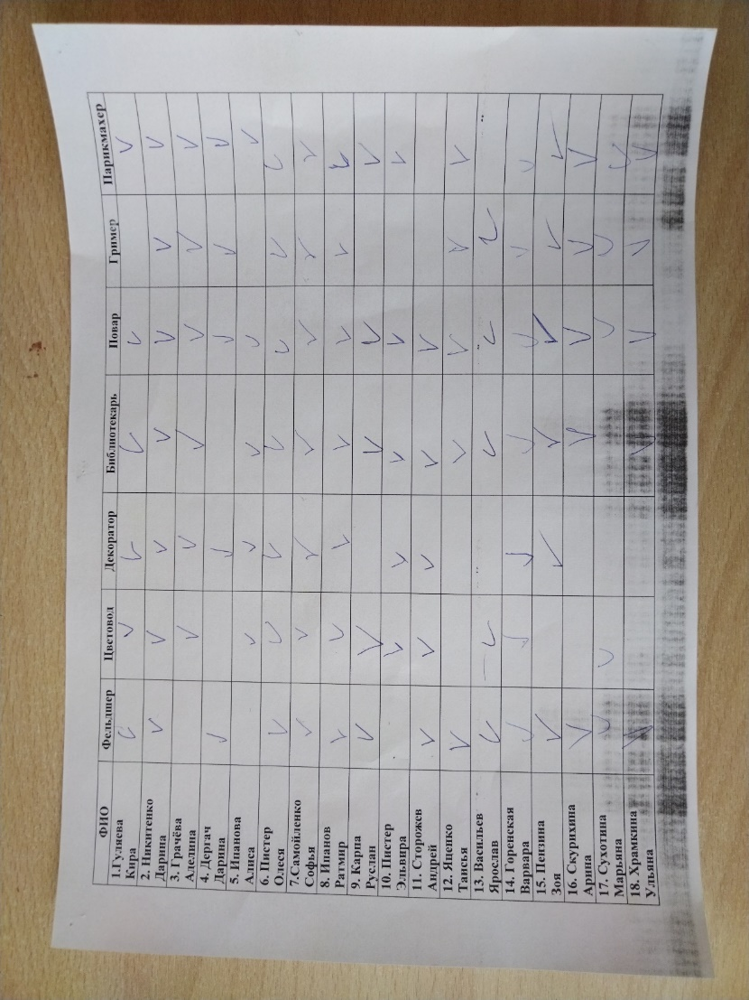 ФИО Фельдшер Цветовод Декоратор Библиотекарь Повар Гример Парикмахер
1.Гуляева
Кира
2. Никитенко
Дарина
3. Грачёва
Аделина
4. Дергач
Дарина
5. Ипанова
Алиса
6. Пистер
Олеся
7.Самойленко
Софья
8. Ипанов
Ратмир
9. Карпа
Руслан
10. Пистер
Эльвира
11. Сторожев
Андрей
12. Яценко
Таисья
13. Васильев
Ярослав
14. Горенская
Варвара
15. Пензина
Зоя
16. Скурихина
Арина
17. Сухотина
Марьяна
18. Храмкина
Ульяна